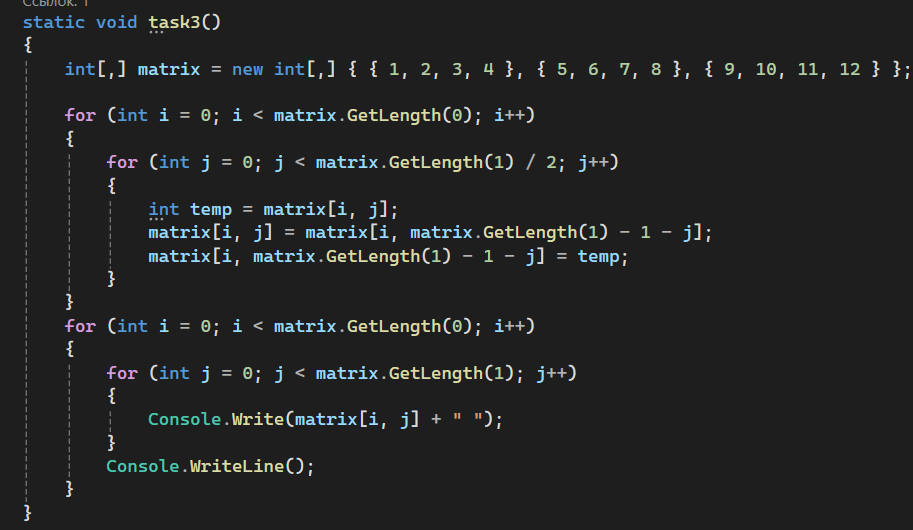 Ссылок: 1
static void task3()
{
int[,] matrix = new int[,] { { 1, 2, 3, 4 }, { 5, 6, 7, 8 }, { 9, 10, 11, 12 } };
for (int i = 0; i < matrix.GetLength(0); i++)
{
for (int j = 0; j < matrix.GetLength(1) / 2; j++)
{
int temp = matrix[i, j];
matrix[i, j] = matrix[i, matrix.GetLength(1) - 1 - j];
matrix[i, matrix.GetLength(1) - 1 - j] = temp;
}
}
for (int i = 0; i < matrix.GetLength(0); i++)
{
for (int j = 0; j < matrix.GetLength(1); j++)
{
Console.Write(matrix[i, j] + " ");
}
Console.WriteLine();
}
}